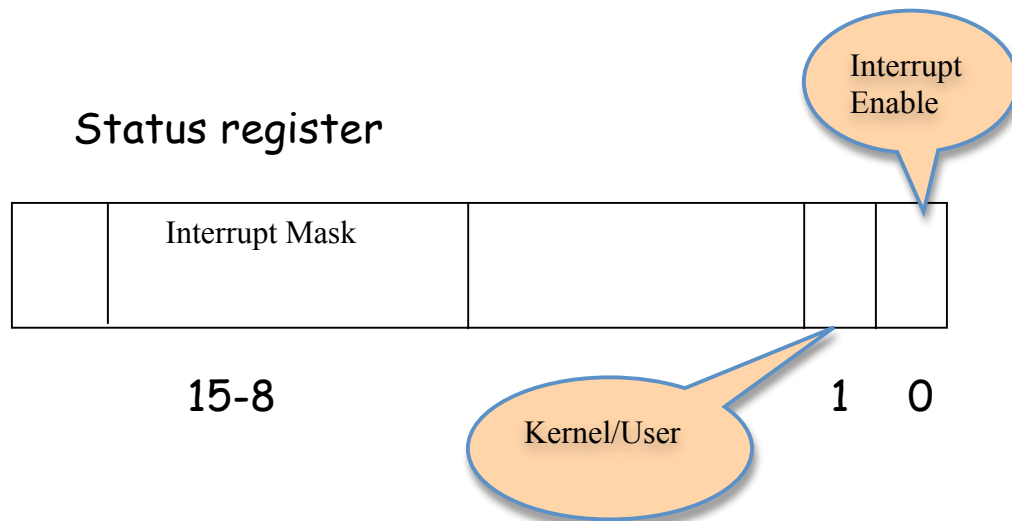 Interrupt
Enable
Status register
Interrupt Mask
15-8
1
0
Kernel/User